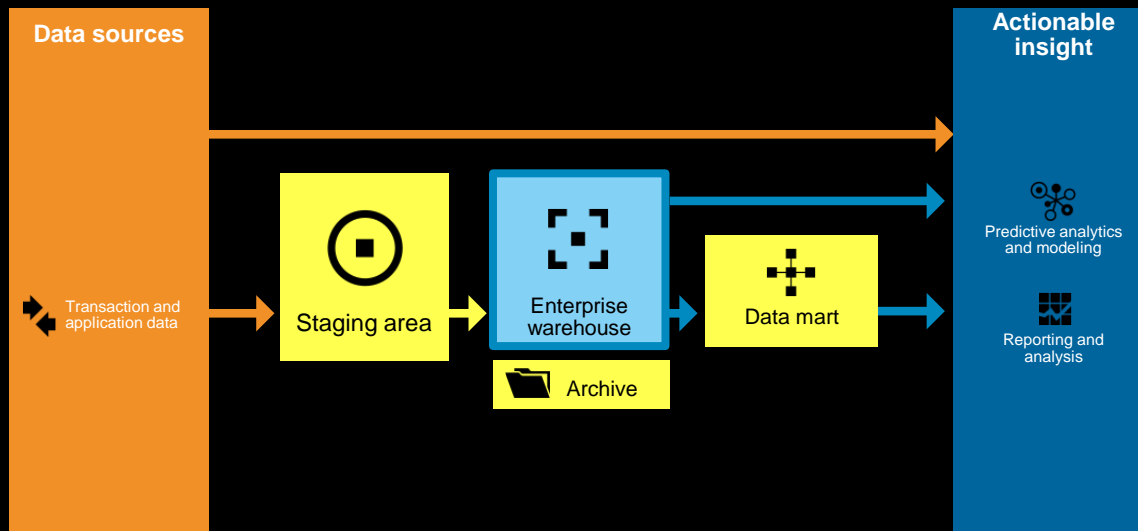 Data sources
Actionable
insight
Predictive analytics
and modeling
Transaction and
application data
Staging area
Enterprise
warehouse
Data mart
Reporting and
analysis
Archive